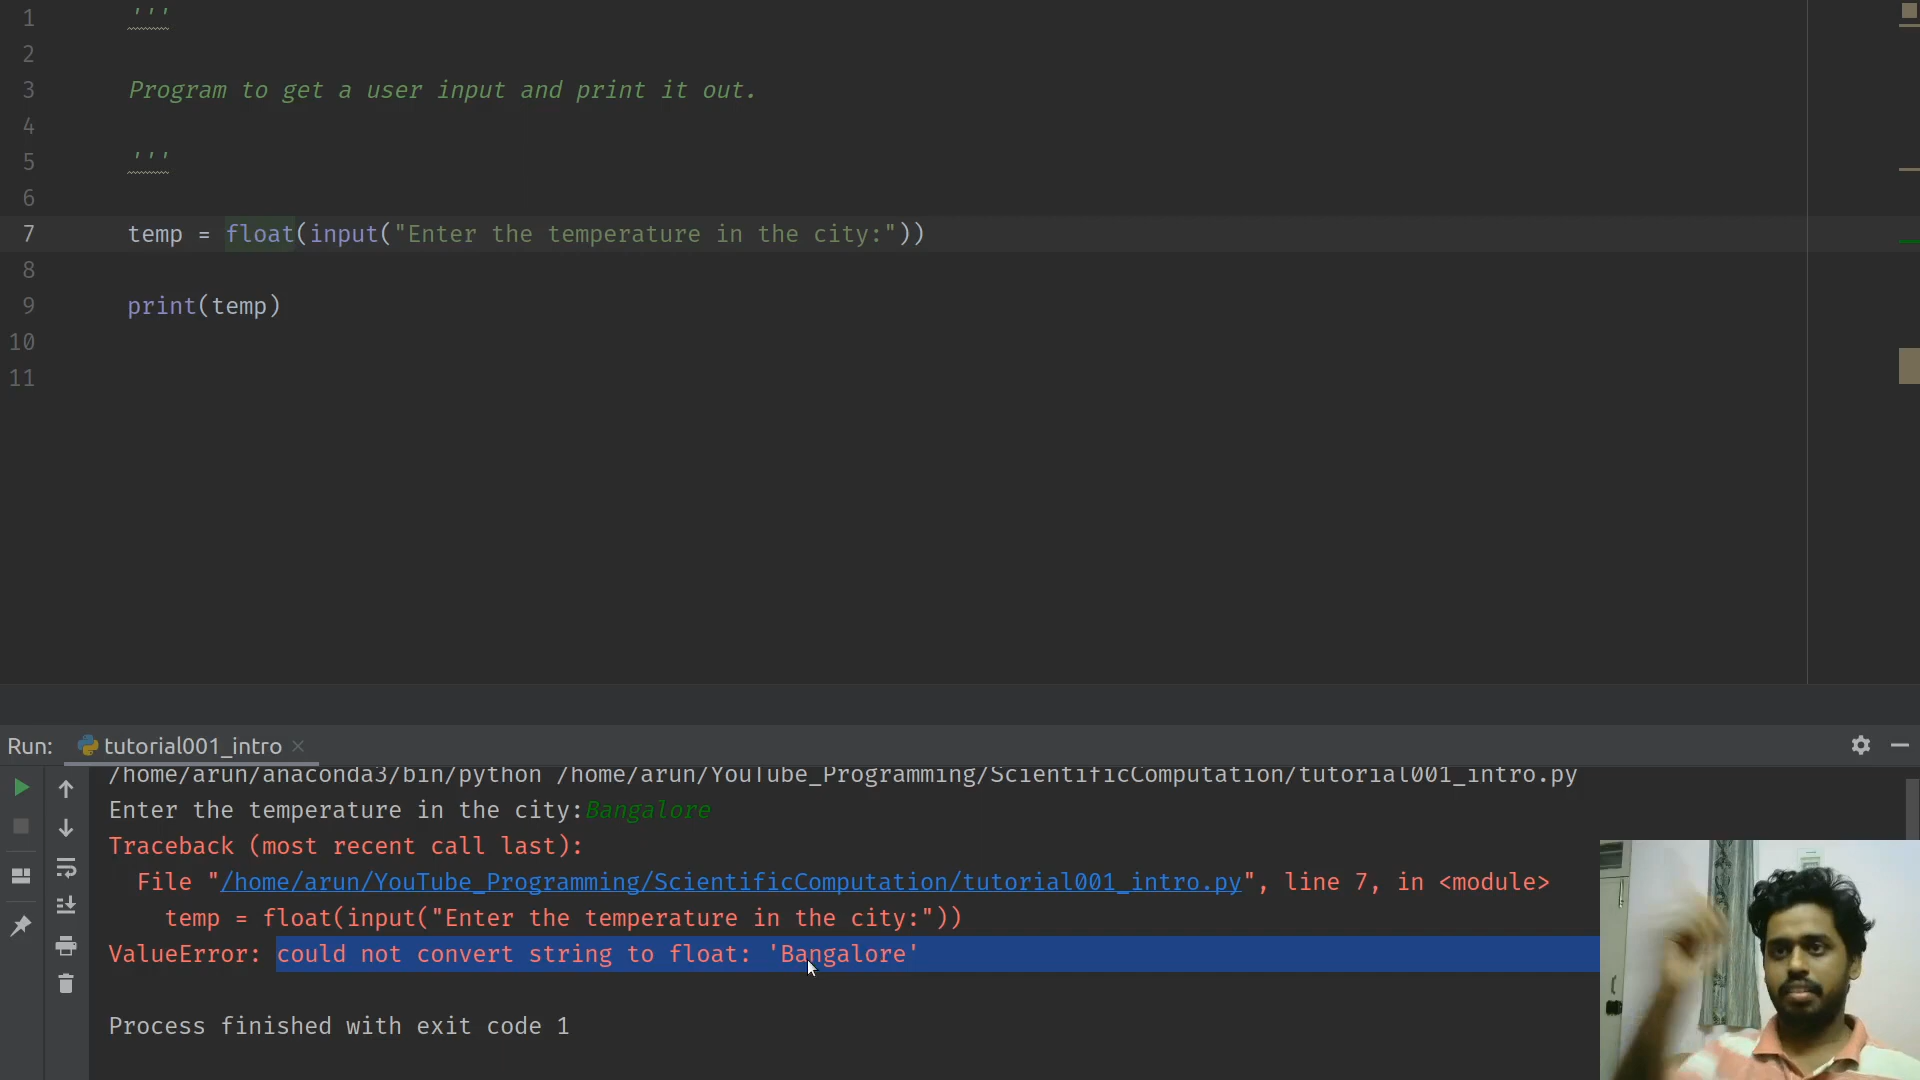 1 '''
2
3 Program to get a user input and print it out.
4
5 '''
6
7 temp = float(input("Enter the temperature in the city:"))
8
9 print(temp)
10
11
Run: tutorial001_intro
/home/arun/anaconda3/bin/python /home/arun/YouTube_Programming/ScientificComputation/tutorial001_intro.py
Enter the temperature in the city:Bangalore
Traceback (most recent call last):
File "/home/arun/YouTube_Programming/ScientificComputation/tutorial001_intro.py", line 7, in <module>
temp = float(input("Enter the temperature in the city:"))
ValueError: could not convert string to float: 'Bangalore'
Process finished with exit code 1